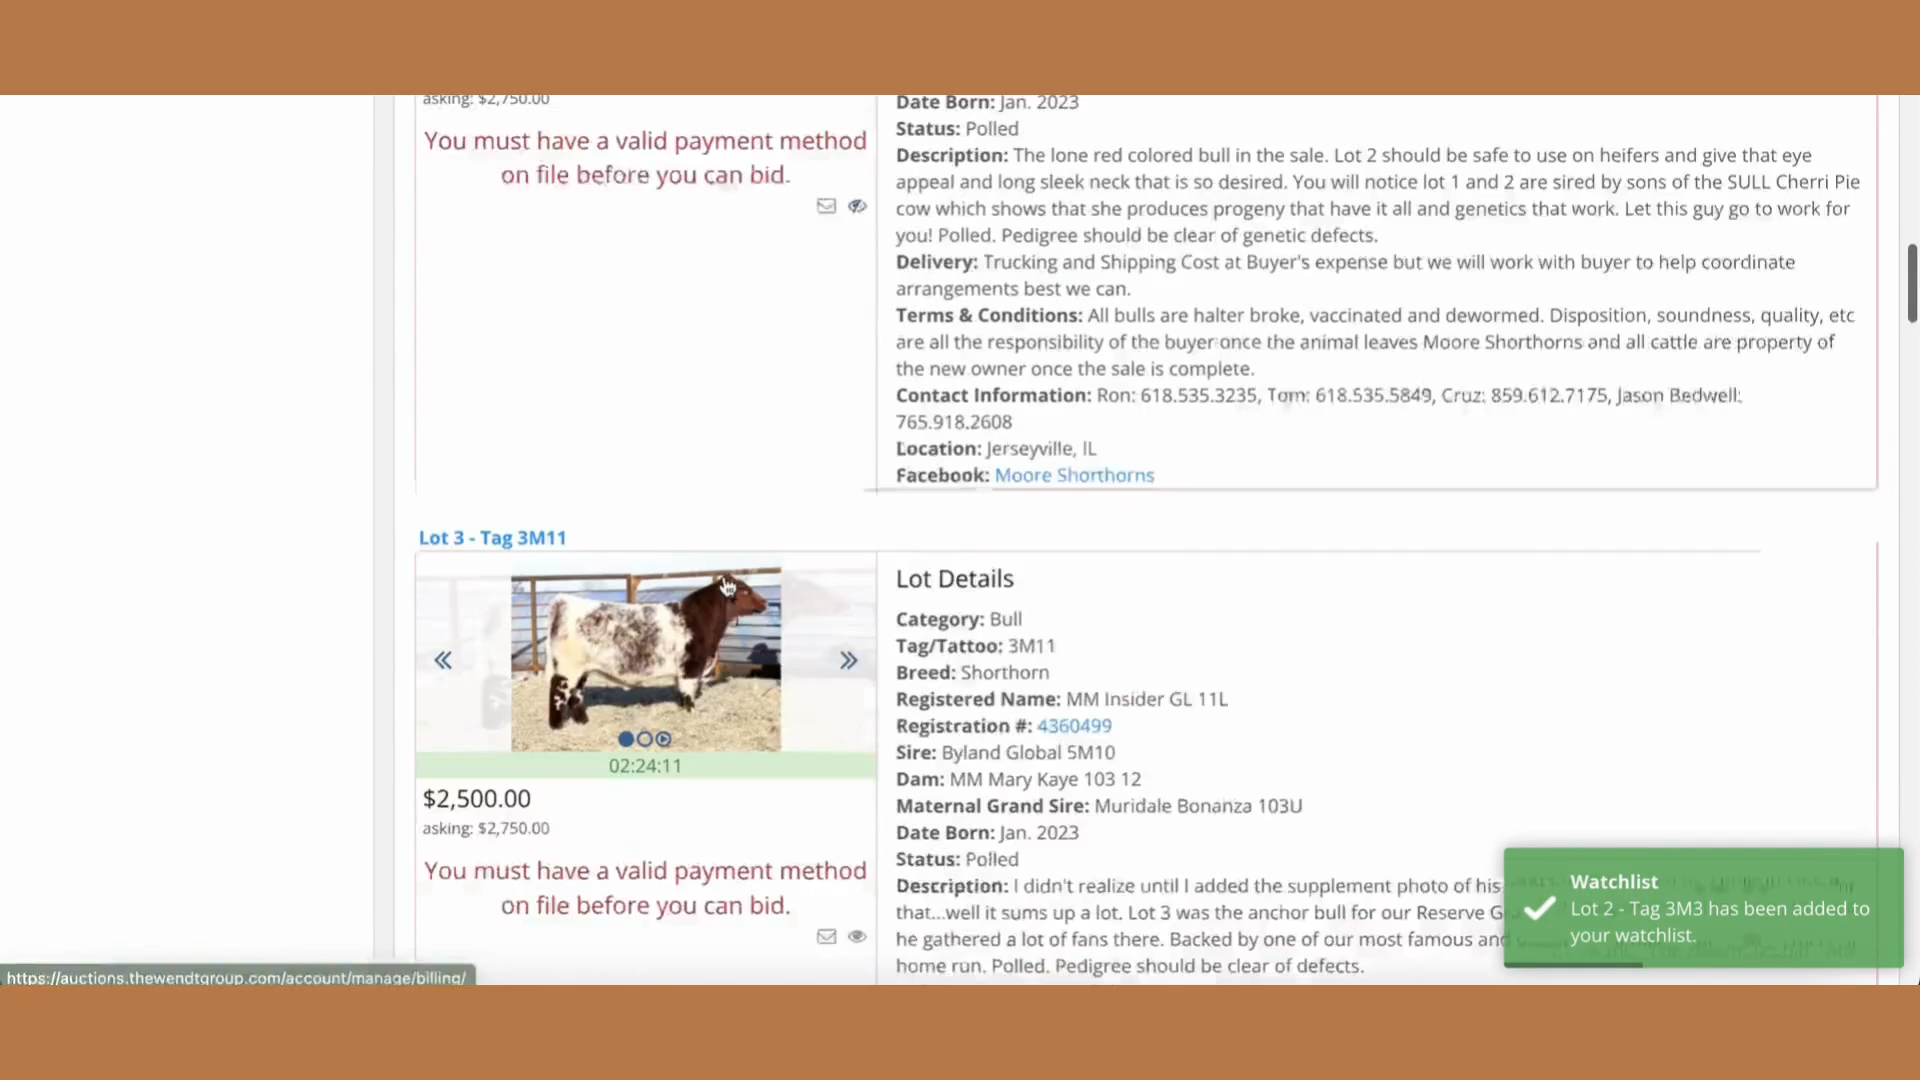 asking: $2,750.00
You must have a valid payment method
on file before you can bid.
Date Born: Jan. 2023
Status: Polled
Description: The lone red colored bull in the sale. Lot 2 should be safe to use on heifers and give that eye
appeal and long sleek neck that is so desired. You will notice lot 1 and 2 are sired by sons of the SULL Cherri Pie
cow which shows that she produces progeny that have it all and genetics that work. Let this guy go to work for
you! Polled. Pedigree should be clear of genetic defects.
Delivery: Trucking and Shipping Cost at Buyer's expense but we will work with buyer to help coordinate
arrangements best we can.
Terms & Conditions: All bulls are halter broke, vaccinated and dewormed. Disposition, soundness, quality, etc
are all the responsibility of the buyer once the animal leaves Moore Shorthorns and all cattle are property of
the new owner once the sale is complete.
Contact Information: Ron: 618.535.3235, Tom: 618.535.5849, Cruz: 859.612.7175, Jason Bedwell:
765.918.2608
Location: Jerseyville, IL
Facebook: Moore Shorthorns
Lot 3 - Tag 3M11
02:24:11
$2,500.00
asking: $2,750.00
You must have a valid payment method
on file before you can bid.
Lot Details
Category: Bull
Tag/Tattoo: 3M11
Breed: Shorthorn
Registered Name: MM Insider GL 11L
Registration #: 4360499
Sire: Byland Global 5M10
Dam: MM Mary Kaye 103 12
Maternal Grand Sire: Muridale Bonanza 103U
Date Born: Jan. 2023
Status: Polled
Description: I didn't realize until I added the supplement photo of his
that...well it sums up a lot. Lot 3 was the anchor bull for our Reserve
he gathered a lot of fans there. Backed by one of our most famous and
home run. Polled. Pedigree should be clear of defects.
Watchlist
Lot 2 - Tag 3M3 has been added to
your watchlist.
https://auctions.thewendtgroup.com/account/manage/billing/